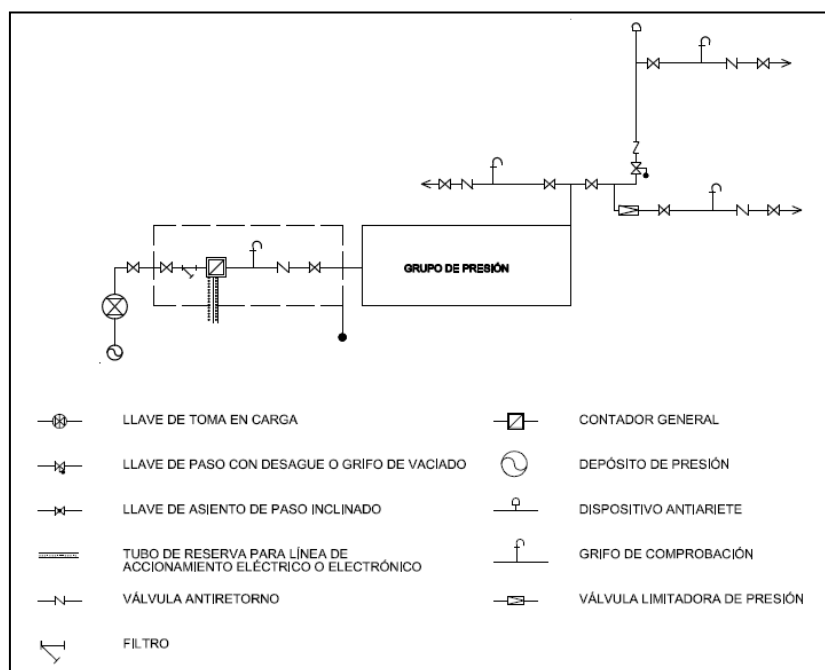 GRUPO DE PRESIÓN
LLAVE DE TOMA EN CARGA
LLAVE DE PASO CON DESAGUE O GRIFO DE VACIADO
LLAVE DE ASIENTO DE PASO INCLINADO
TUBO DE RESERVA PARA LÍNEA DE
ACCIONAMIENTO ELÉCTRICO O ELECTRÓNICO
VÁLVULA ANTIRETORNO
FILTRO
CONTADOR GENERAL
DEPÓSITO DE PRESIÓN
DISPOSITIVO ANTIARIETE
GRIFO DE COMPROBACIÓN
VÁLVULA LIMITADORA DE PRESIÓN